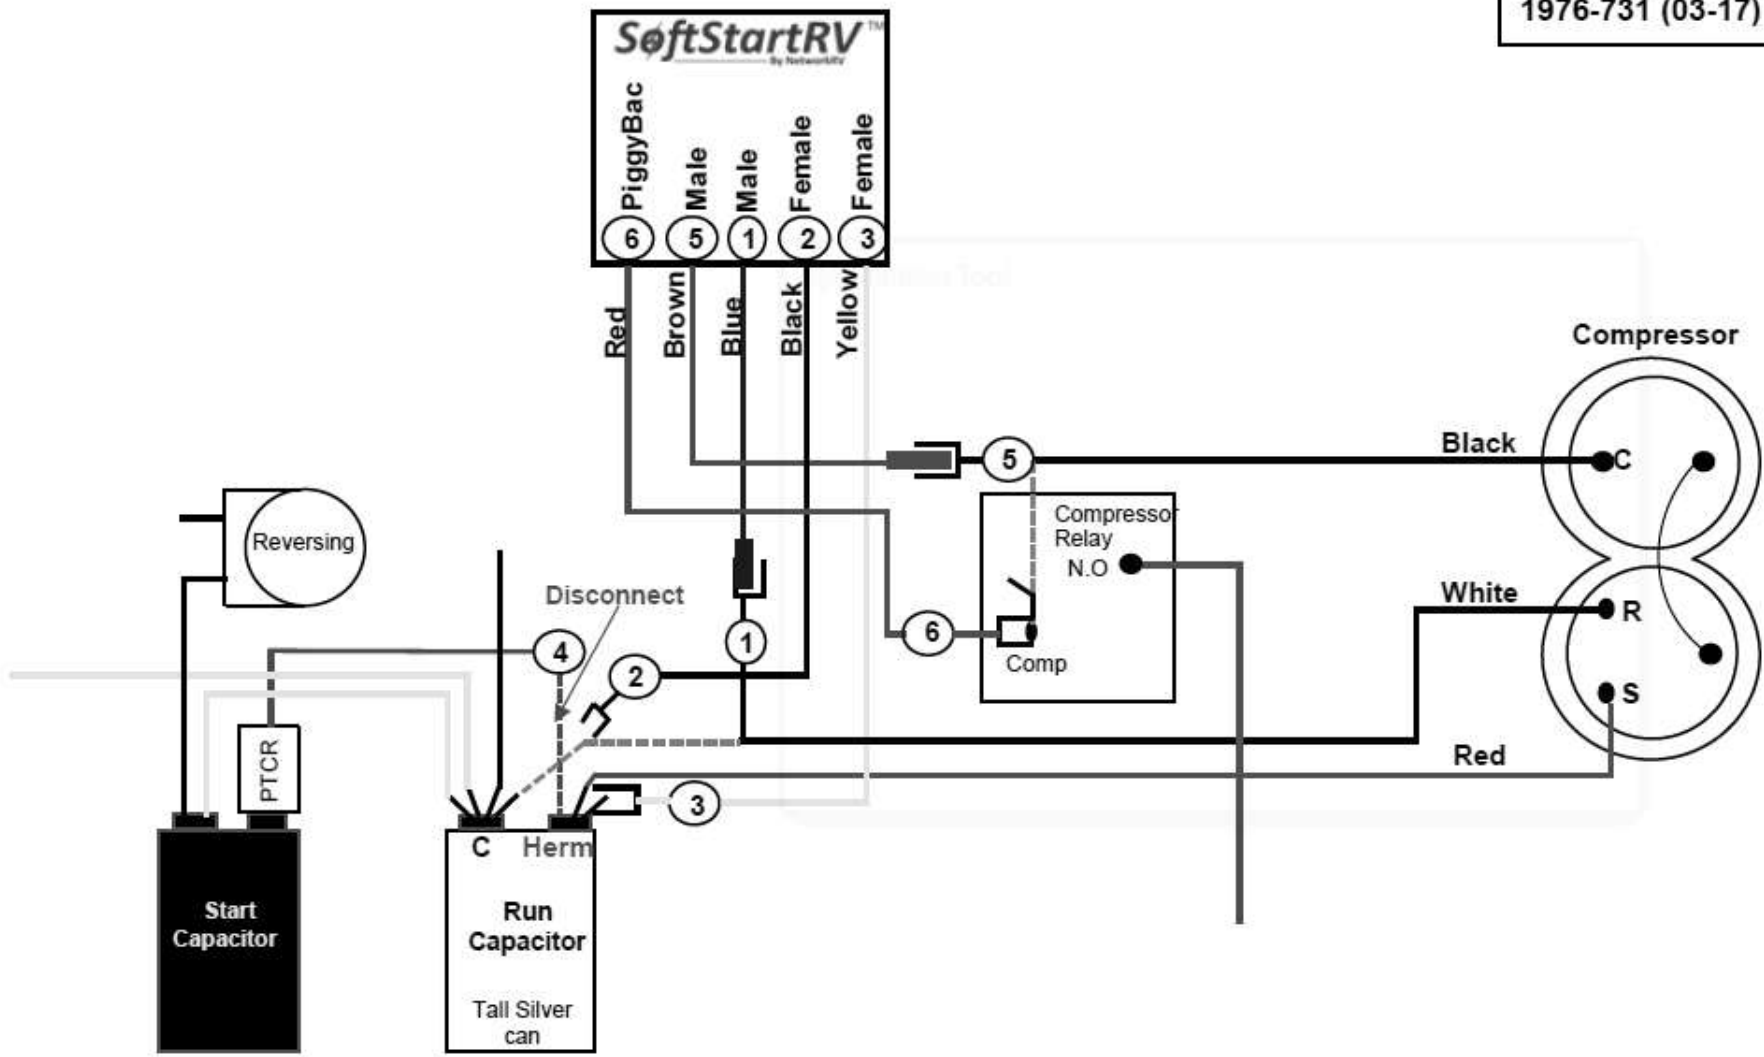 1976-731 (03-17)
SoftStartRV™
By NetworkRV
PiggyBac
Male
Male
Female
Female
6
5
1
2
3
Red
Brown
Blue
Black
Yellow
Compressor
Black
C
5
Compressor
Relay
N.O
Reversing
Disconnect
White
R
6
1
4
2
Comp
S
PTCR
Red
3
C
Herm
Start
Capacitor
Run
Capacitor
Tall Silver
can